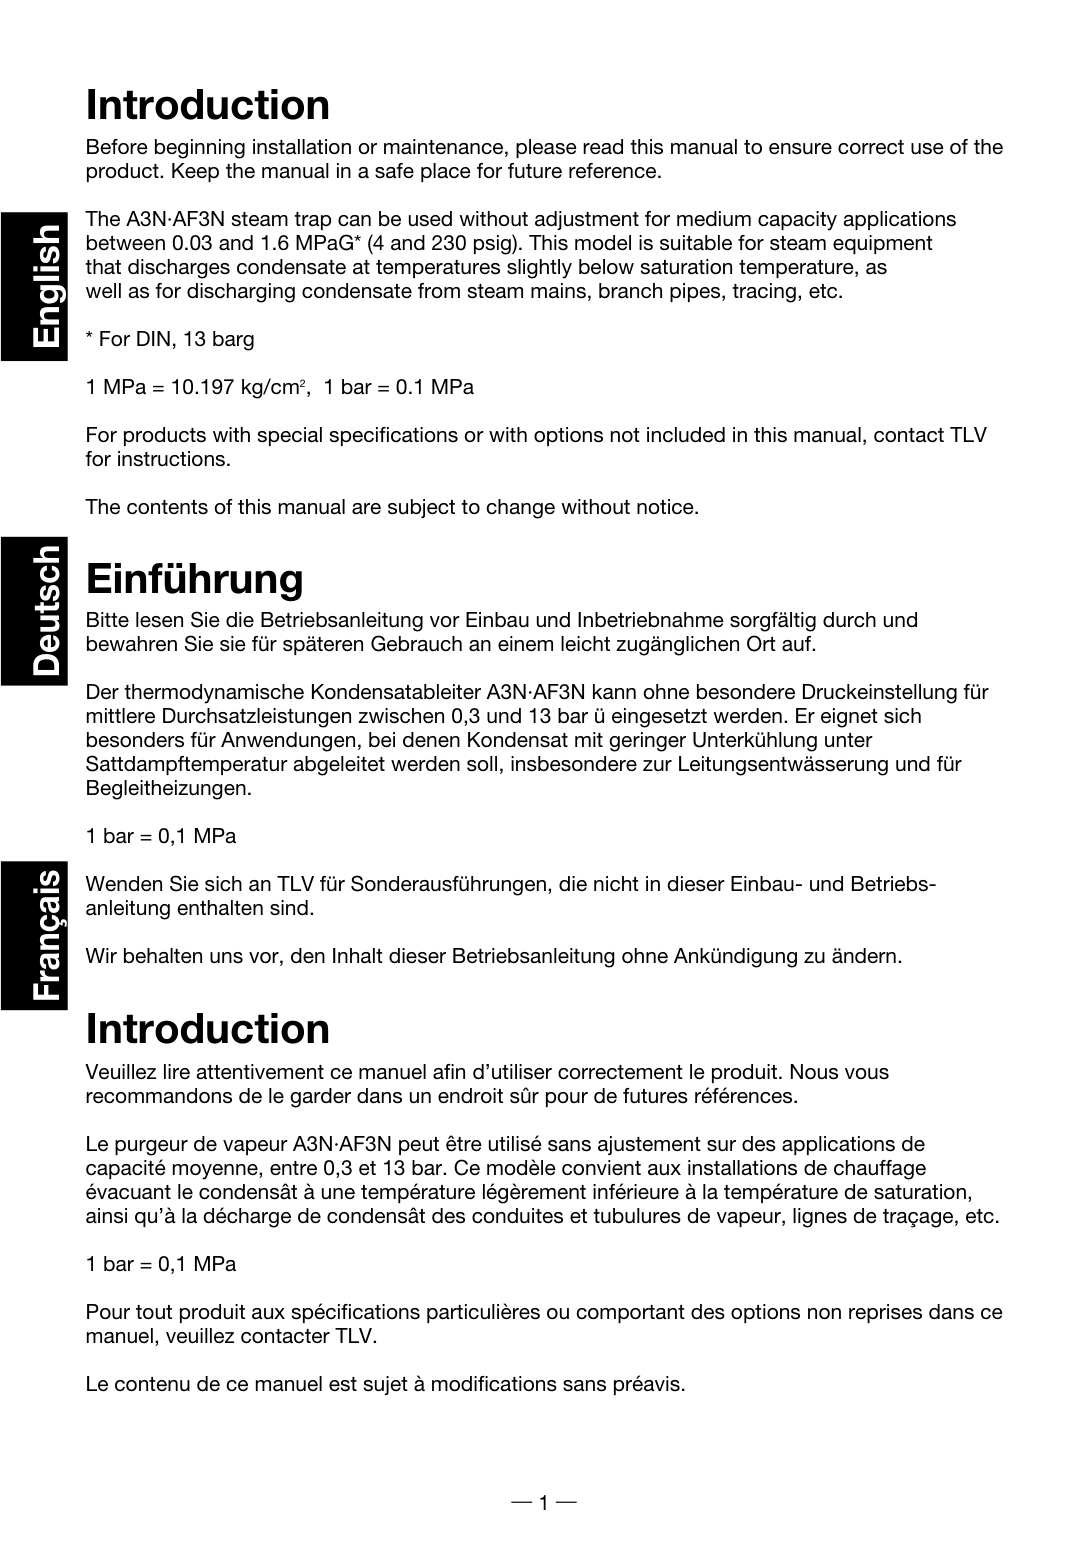 Introduction
Before beginning installation or maintenance, please read this manual to ensure correct use of the
product. Keep the manual in a safe place for future reference.
The A3N·AF3N steam trap can be used without adjustment for medium capacity applications
between 0.03 and 1.6 MPaG* (4 and 230 psig). This model is suitable for steam equipment
that discharges condensate at temperatures slightly below saturation temperature, as
well as for discharging condensate from steam mains, branch pipes, tracing, etc.
* For DIN, 13 barg
1 MPa = 10.197 kg/cm², 1 bar = 0.1 MPa
For products with special specifications or with options not included in this manual, contact TLV
for instructions.
The contents of this manual are subject to change without notice.
English
Einführung
Bitte lesen Sie die Betriebsanleitung vor Einbau und Inbetriebnahme sorgfältig durch und
bewahren Sie sie für späteren Gebrauch an einem leicht zugänglichen Ort auf.
Der thermodynamische Kondensatableiter A3N·AF3N kann ohne besondere Druckeinstellung für
mittlere Durchsatzleistungen zwischen 0,3 und 13 bar ü eingesetzt werden. Er eignet sich
besonders für Anwendungen, bei denen Kondensat mit geringer Unterkühlung unter
Sattdampftemperatur abgeleitet werden soll, insbesondere zur Leitungsentwässerung und für
Begleitheizungen.
1 bar = 0,1 MPa
Wenden Sie sich an TLV für Sonderausführungen, die nicht in dieser Einbau- und Betriebs-
anleitung enthalten sind.
Wir behalten uns vor, den Inhalt dieser Betriebsanleitung ohne Ankündigung zu ändern.
Deutsch
Introduction
Veuillez lire attentivement ce manuel afin d’utiliser correctement le produit. Nous vous
recommandons de le garder dans un endroit sûr pour de futures références.
Le purgeur de vapeur A3N·AF3N peut être utilisé sans ajustement sur des applications de
capacité moyenne, entre 0,3 et 13 bar. Ce modèle convient aux installations de chauffage
évacuant le condensât à une température légèrement inférieure à la température de saturation,
ainsi qu’à la décharge de condensât des conduites et tubulures de vapeur, lignes de traçage, etc.
1 bar = 0,1 MPa
Pour tout produit aux spécifications particulières ou comportant des options non reprises dans ce
manuel, veuillez contacter TLV.
Le contenu de ce manuel est sujet à modifications sans préavis.
Français
— 1 —